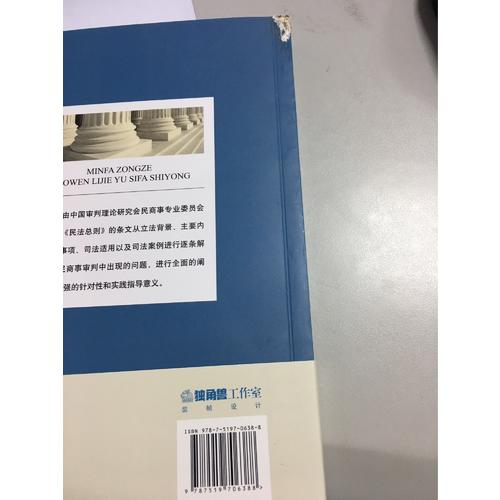 MINFA ZONGZE
OWEN LIJIE YU SIFA SHIYONG
由中国审判理论研究会民商事专业委员会
《民法总则》的条文从立法背景、主要内
事项、司法适用以及司法案例进行逐条解
民商事审判中出现的问题，进行全面的阐
强的针对性和实践指导意义。
独角兽工作室
装帧设计
ISBN 978-7-5197-0638-8
9 787519 706388